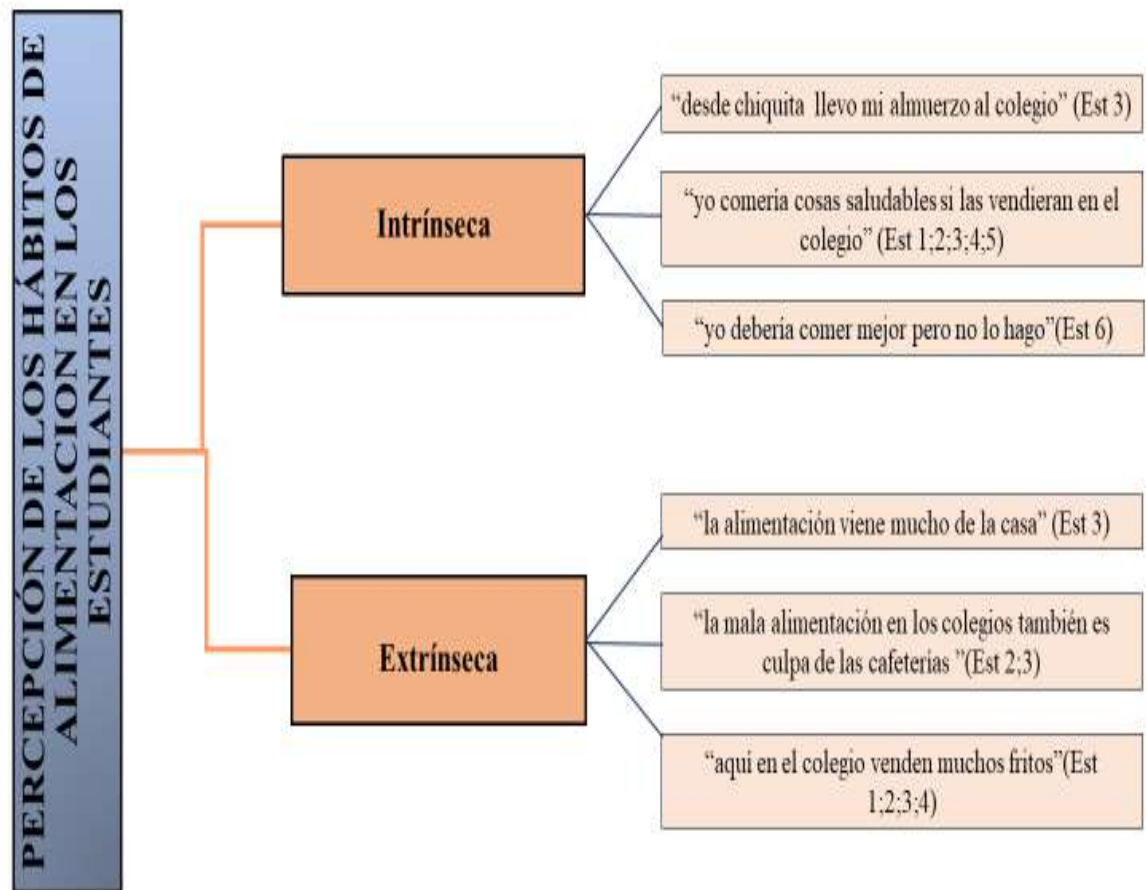 PERCEPCIÓN DE LOS HÁBITOS DE
ALIMENTACION EN LOS
ESTUDIANTES
Intrínseca
“desde chiquita llevo mi almuerzo al colegio” (Est 3)
“yo comería cosas saludables si las vendieran en el
colegio” (Est 1;2;3;4;5)
“yo debería comer mejor pero no lo hago”(Est 6)
Extrínseca
“la alimentación viene mucho de la casa” (Est 3)
“la mala alimentación en los colegios también es
culpa de las cafeterías ”(Est 2;3)
“aquí en el colegio venden muchos fritos”(Est
1;2;3;4)